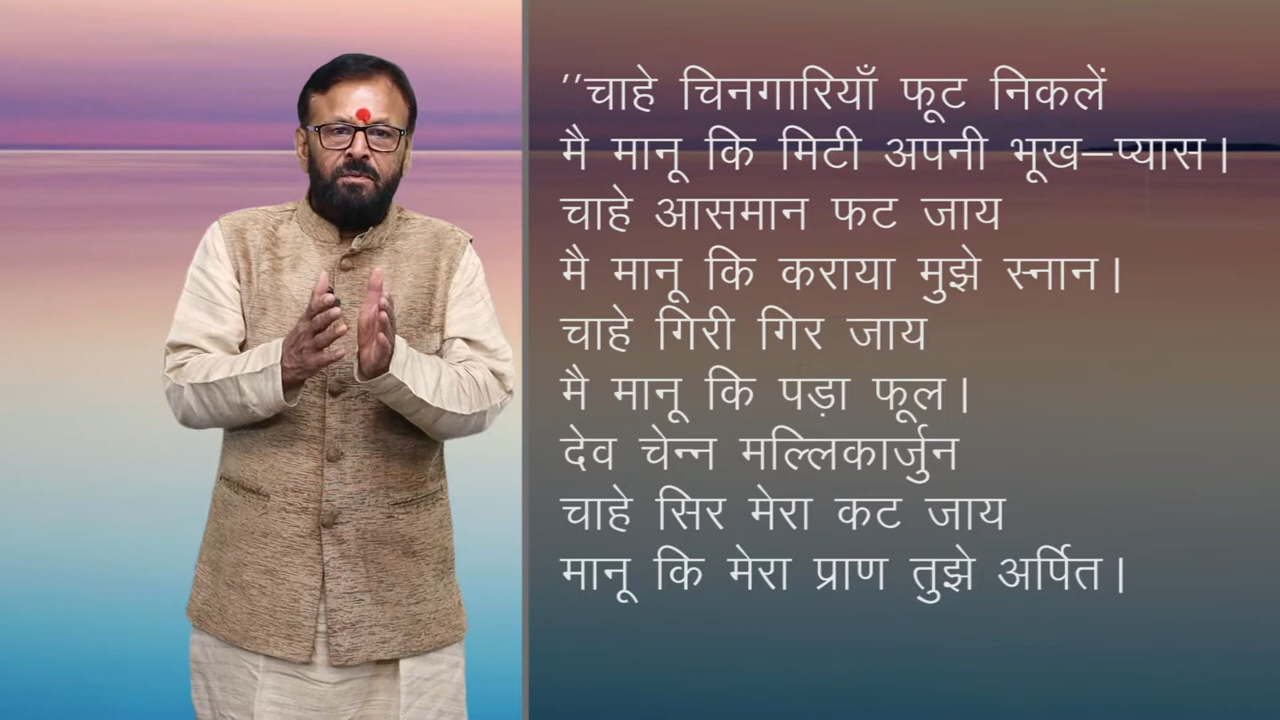 ’’चाहे चिनगारियाँ फूट निकलें
मै मानू कि मिटी अपनी भूख–प्यास।
चाहे आसमान फट जाय
मै मानू कि कराया मुझे स्नान।
चाहे गिरी गिर जाय
मै मानू कि पड़ा फूल।
देव चेन्न मल्लिकार्जुन
चाहे सिर मेरा कट जाय
मानू कि मेरा प्राण तुझे अर्पित।